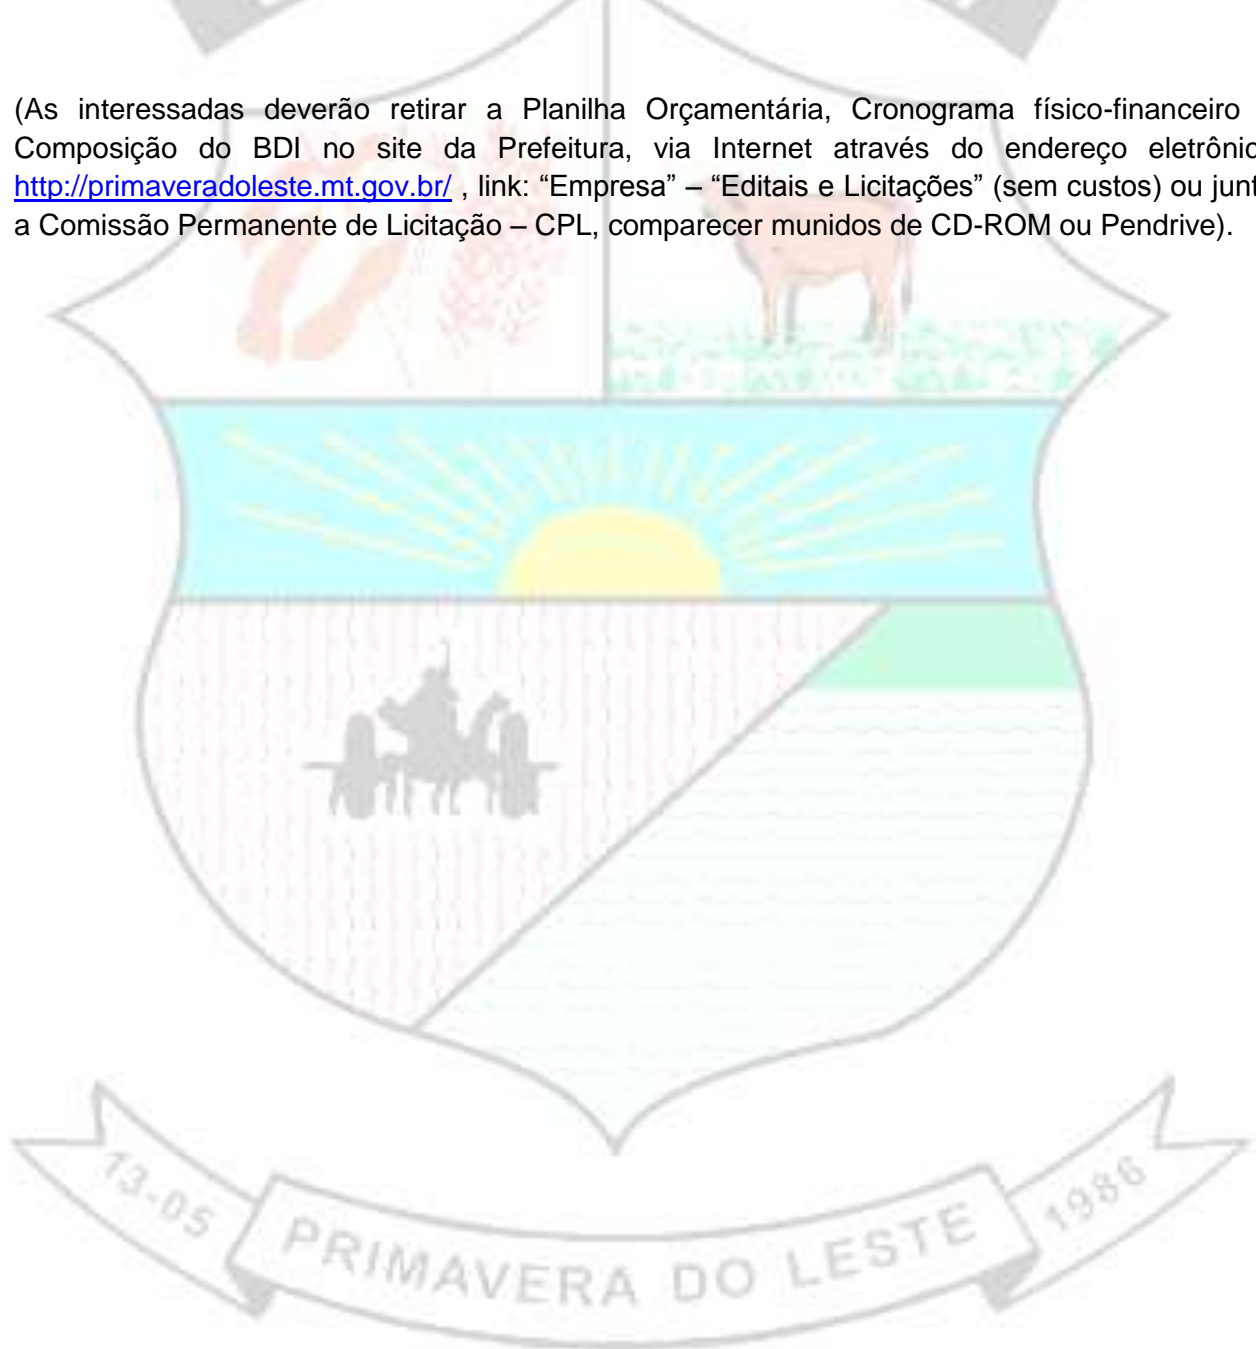 (As interessadas deverão retirar a Planilha Orçamentária, Cronograma físico-financeiro
Composição do BDI no site da Prefeitura, via Internet através do endereço eletrônic
http://primaveradoleste.mt.gov.br/ , link: “Empresa” – “Editais e Licitações” (sem custos) ou junt
a Comissão Permanente de Licitação – CPL, comparecer munidos de CD-ROM ou Pendrive).
13-05
PRIMAVERA DO LESTE
1986